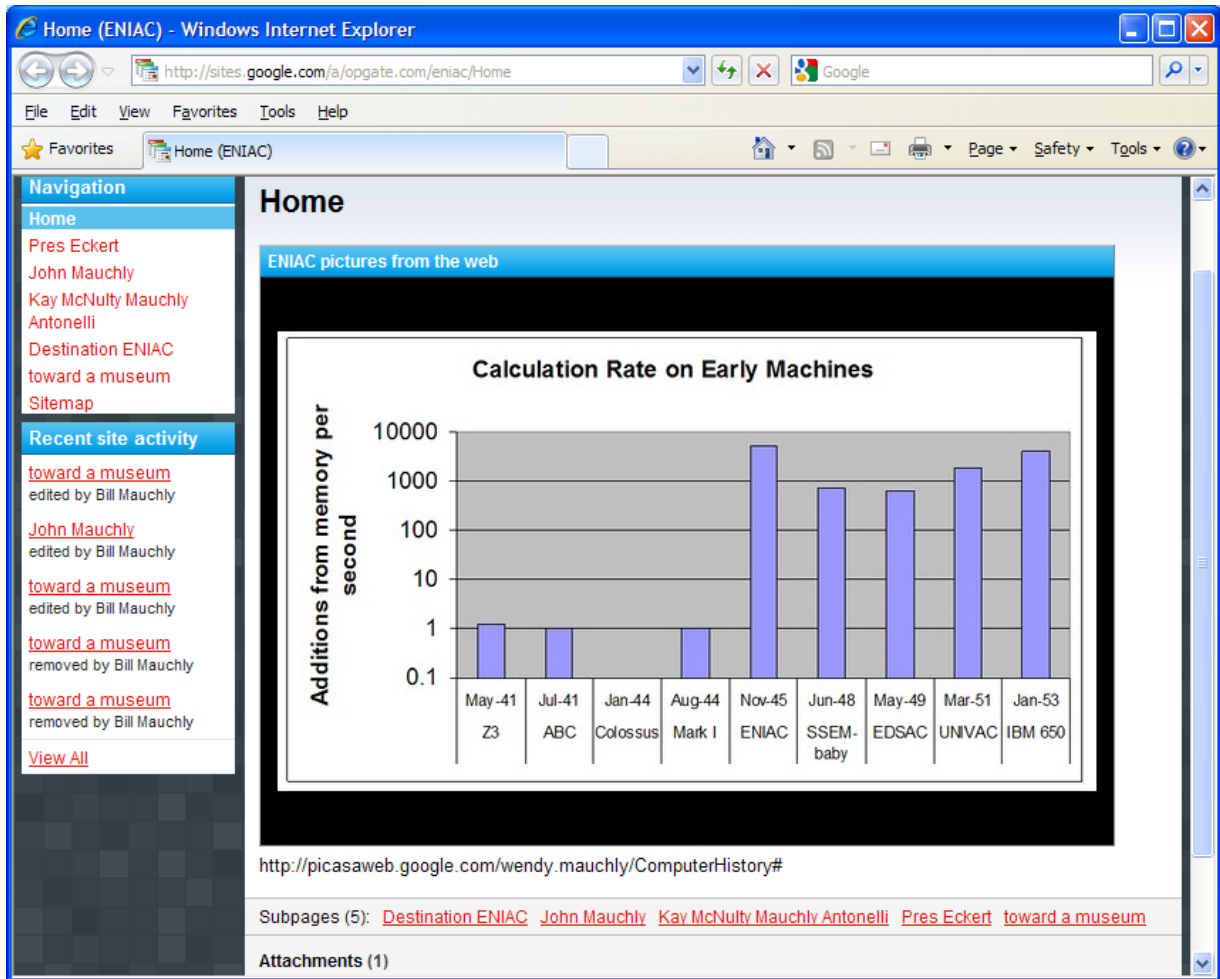 Home (ENIAC) - Windows Internet Explorer
http://sites.google.com/a/opgate.com/eniac/Home
Google
File Edit View Favorites Tools Help
Favorites
Home (ENIAC)
Page Safety Tools
Navigation
Home
Pres Eckert
John Mauchly
Kay McNulty Mauchly
Antonelli
Destination ENIAC
toward a museum
Sitemap
Recent site activity
toward a museum
edited by Bill Mauchly
John Mauchly
edited by Bill Mauchly
toward a museum
edited by Bill Mauchly
toward a museum
removed by Bill Mauchly
toward a museum
removed by Bill Mauchly
View All
Home
ENIAC pictures from the web
Calculation Rate on Early Machines
Additions from memory per
second
10000
1000
100
10
1
0.1
May-41 Jul-41 Jan-44 Aug-44 Nov-45 Jun-48 May-49 Mar-51 Jan-53
Z3 ABC Colossus Mark I ENIAC SSEM- EDSAC UNIVAC IBM 650
baby
http://picasaweb.google.com/wendy.mauchly/ComputerHistory#
Subpages (5): Destination ENIAC John Mauchly Kay McNulty Mauchly Antonelli Pres Eckert toward a museum
Attachments (1)